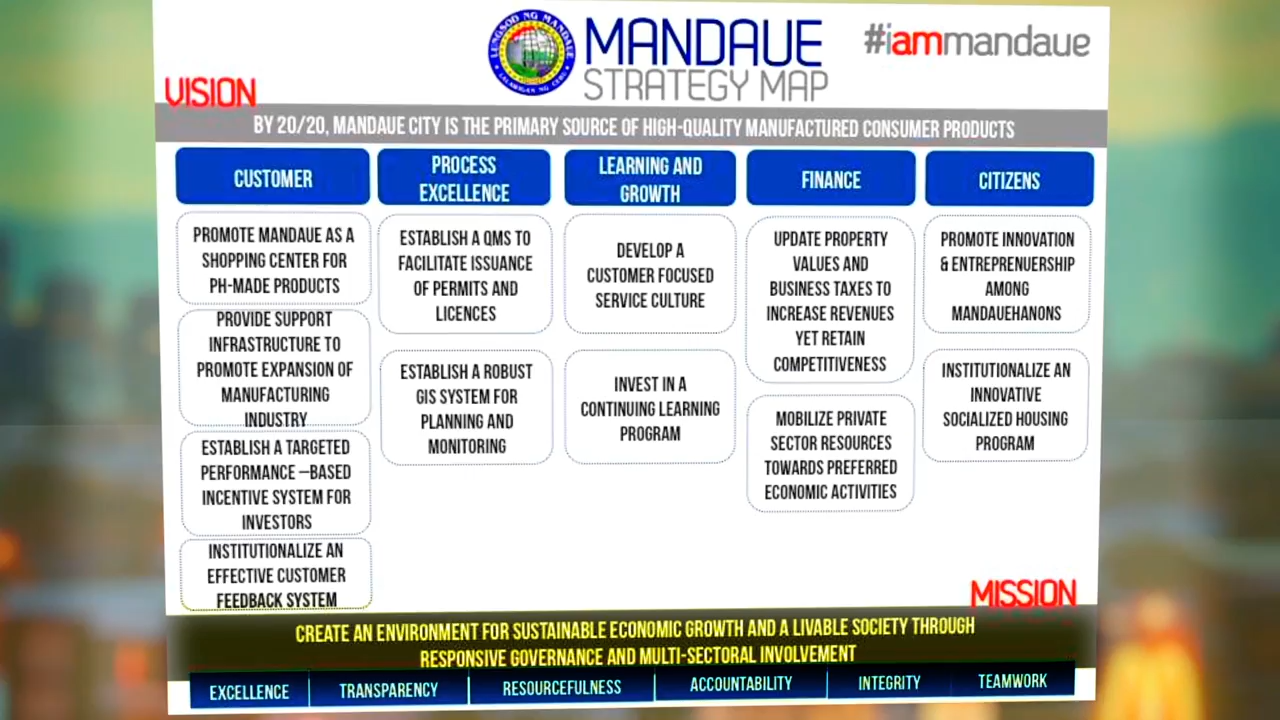 LUNGSOD NG MANDAUE
LALAWIGAN NG CEBU
MANDAUE
STRATEGY MAP
#iammandaue
VISION
BY 20/20, MANDAUE CITY IS THE PRIMARY SOURCE OF HIGH-QUALITY MANUFACTURED CONSUMER PRODUCTS
CUSTOMER
PROMOTE MANDAUE AS A
SHOPPING CENTER FOR
PH-MADE PRODUCTS
PROVIDE SUPPORT
INFRASTRUCTURE TO
PROMOTE EXPANSION OF
MANUFACTURING
INDUSTRY
ESTABLISH A TARGETED
PERFORMANCE –BASED
INCENTIVE SYSTEM FOR
INVESTORS
INSTITUTIONALIZE AN
EFFECTIVE CUSTOMER
FEEDBACK SYSTEM
PROCESS
EXCELLENCE
ESTABLISH A QMS TO
FACILITATE ISSUANCE
OF PERMITS AND
LICENCES
ESTABLISH A ROBUST
GIS SYSTEM FOR
PLANNING AND
MONITORING
LEARNING AND
GROWTH
DEVELOP A
CUSTOMER FOCUSED
SERVICE CULTURE
INVEST IN A
CONTINUING LEARNING
PROGRAM
FINANCE
UPDATE PROPERTY
VALUES AND
BUSINESS TAXES TO
INCREASE REVENUES
YET RETAIN
COMPETITIVENESS
MOBILIZE PRIVATE
SECTOR RESOURCES
TOWARDS PREFERRED
ECONOMIC ACTIVITIES
CITIZENS
PROMOTE INNOVATION
& ENTREPRENUERSHIP
AMONG
MANDAUEHANONS
INSTITUTIONALIZE AN
INNOVATIVE
SOCIALIZED HOUSING
PROGRAM
MISSION
CREATE AN ENVIRONMENT FOR SUSTAINABLE ECONOMIC GROWTH AND A LIVABLE SOCIETY THROUGH
RESPONSIVE GOVERNANCE AND MULTI-SECTORAL INVOLVEMENT
EXCELLENCE
TRANSPARENCY
RESOURCEFULNESS
ACCOUNTABILITY
INTEGRITY
TEAMWORK